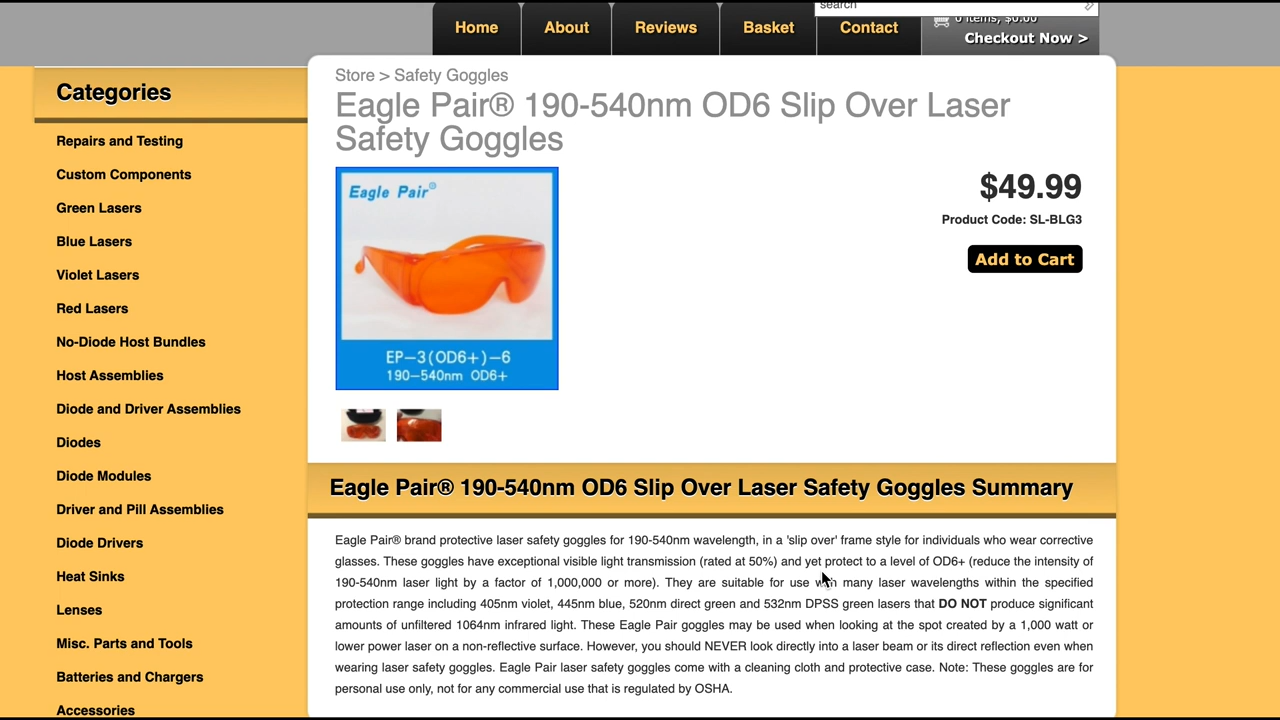 search
Home
About
Reviews
Basket
Contact
0 items, $0.00
Checkout Now >
Categories
Repairs and Testing
Custom Components
Green Lasers
Blue Lasers
Violet Lasers
Red Lasers
No-Diode Host Bundles
Host Assemblies
Diode and Driver Assemblies
Diodes
Diode Modules
Driver and Pill Assemblies
Diode Drivers
Heat Sinks
Lenses
Misc. Parts and Tools
Batteries and Chargers
Accessories
Store > Safety Goggles
Eagle Pair® 190-540nm OD6 Slip Over Laser
Safety Goggles
Eagle Pair®
EP-3(OD6+)-6
190-540nm OD6+
$49.99
Product Code: SL-BLG3
Add to Cart
Eagle Pair® 190-540nm OD6 Slip Over Laser Safety Goggles Summary
Eagle Pair® brand protective laser safety goggles for 190-540nm wavelength, in a 'slip over' frame style for individuals who wear corrective
glasses. These goggles have exceptional visible light transmission (rated at 50%) and yet protect to a level of OD6+ (reduce the intensity of
190-540nm laser light by a factor of 1,000,000 or more). They are suitable for use with many laser wavelengths within the specified
protection range including 405nm violet, 445nm blue, 520nm direct green and 532nm DPSS green lasers that DO NOT produce significant
amounts of unfiltered 1064nm infrared light. These Eagle Pair goggles may be used when looking at the spot created by a 1,000 watt or
lower power laser on a non-reflective surface. However, you should NEVER look directly into a laser beam or its direct reflection even when
wearing laser safety goggles. Eagle Pair laser safety goggles come with a cleaning cloth and protective case. Note: These goggles are for
personal use only, not for any commercial use that is regulated by OSHA.